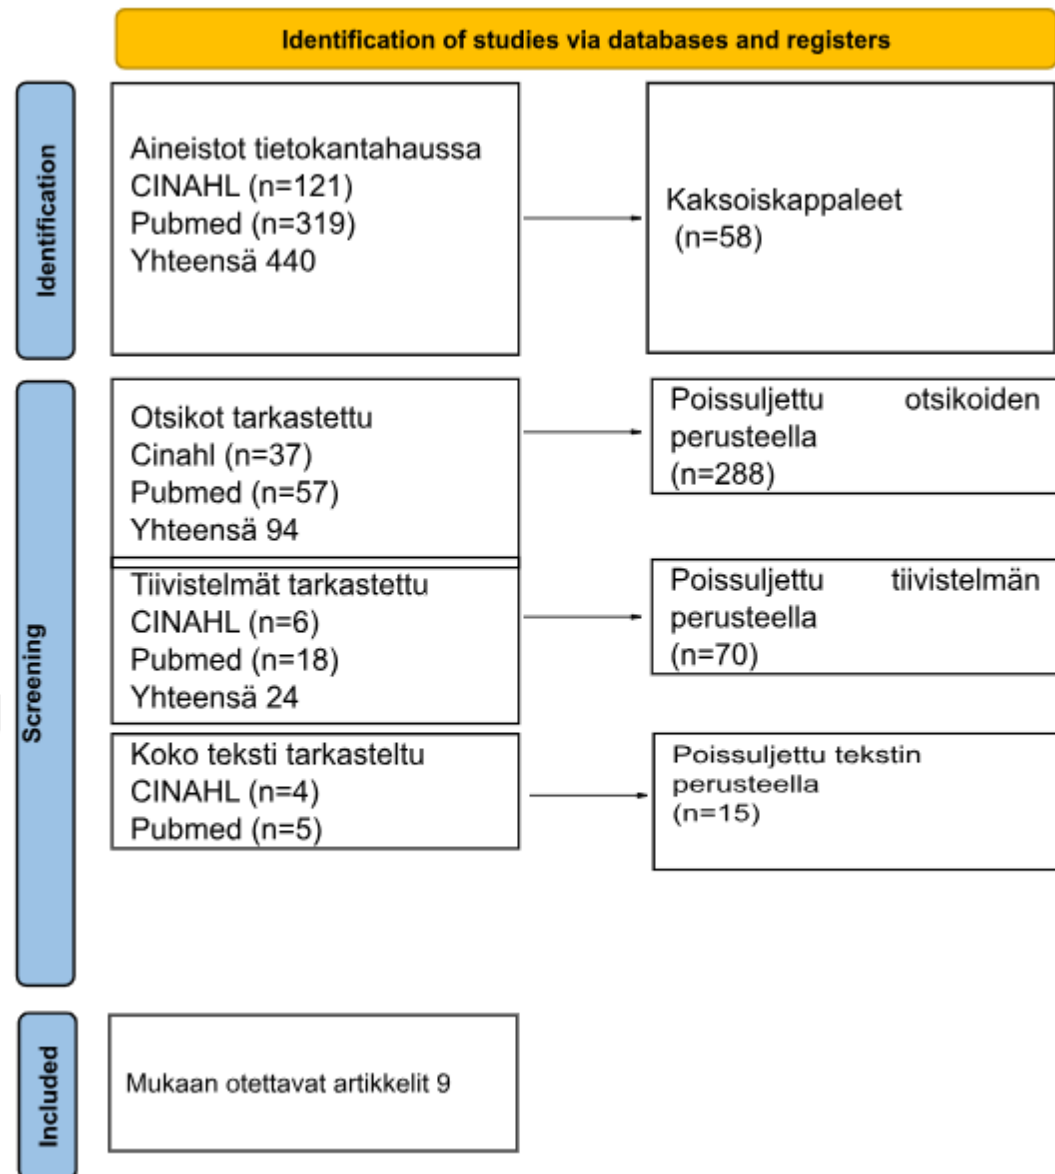 Identification of studies via databases and registers
Identification
Aineistot tietokantahaussa
CINAHL (n=121)
Pubmed (n=319)
Yhteensä 440
Kaksoiskappaleet
(n=58)
Screening
Otsikot tarkastettu
Cinahl (n=37)
Pubmed (n=57)
Yhteensä 94
Poissuljettu otsikoiden
perusteella
(n=288)
Tiivistelmät tarkastettu
CINAHL (n=6)
Pubmed (n=18)
Yhteensä 24
Poissuljettu tiivistelmän
perusteella
(n=70)
Koko teksti tarkasteltu
CINAHL (n=4)
Pubmed (n=5)
Poissuljettu tekstin
perusteella
(n=15)
Included
Mukaan otettavat artikkelit 9